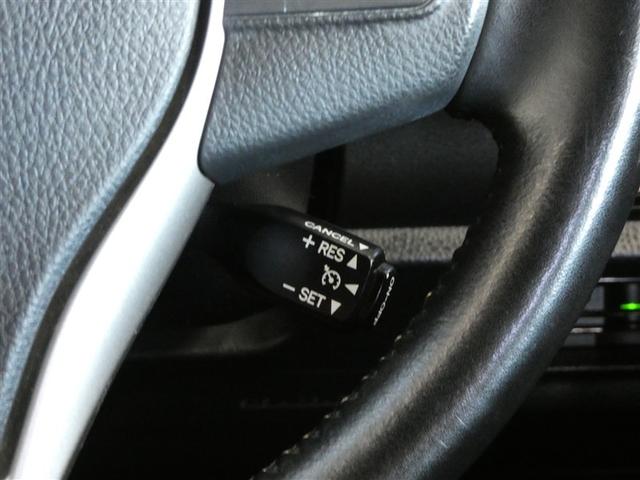 CANCEL▼
+ RES▲
− SET▲
ON-OFF